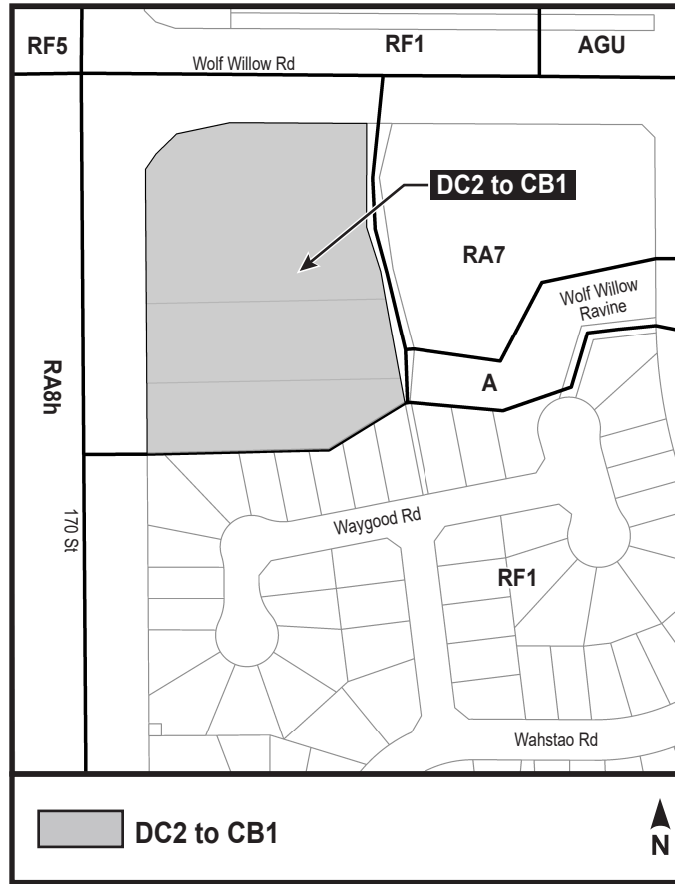 RF5
RF1
AGU
Wolf Willow Rd
DC2 to CB1
RA7
Wolf Willow
Ravine
A
RA8h
170 St
Waygood Rd
RF1
Wahstao Rd
DC2 to CB1
N